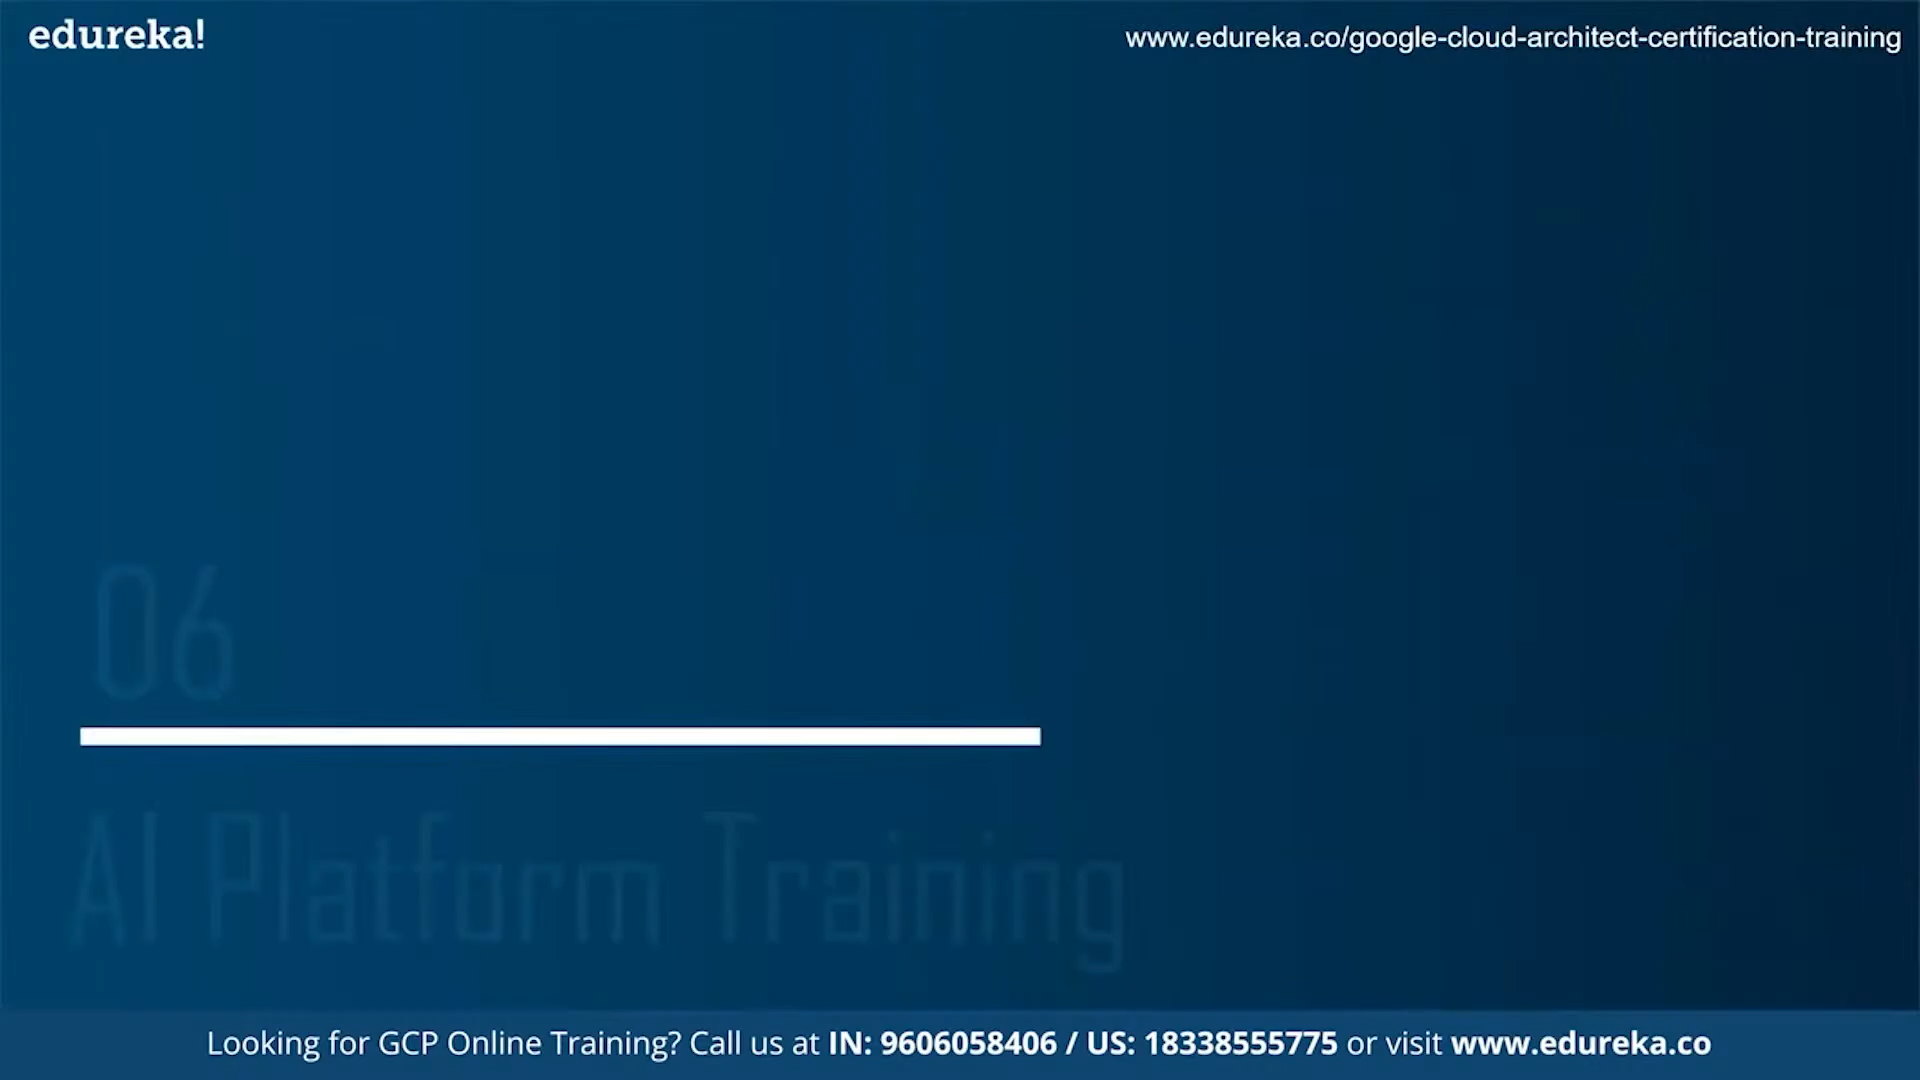 edureka!
www.edureka.co/google-cloud-architect-certification-training
06
AI Platform Training
Looking for GCP Online Training? Call us at IN: 9606058406 / US: 18338555775 or visit www.edureka.co